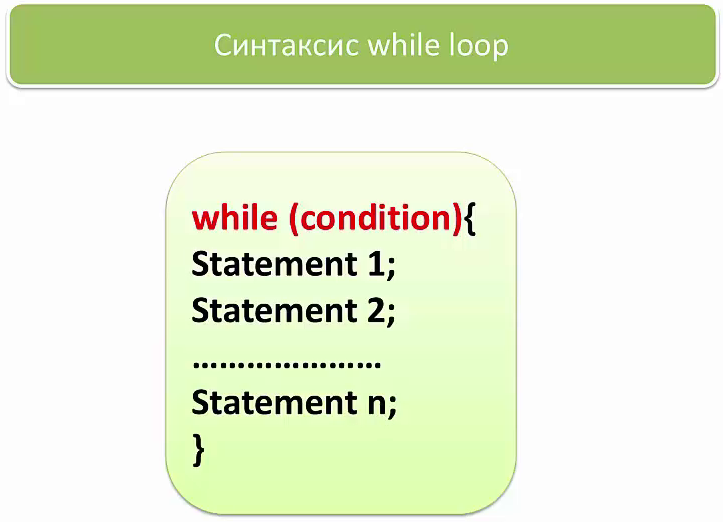 Синтаксис while loop
while (condition){
Statement 1;
Statement 2;
…………………
Statement n;
}